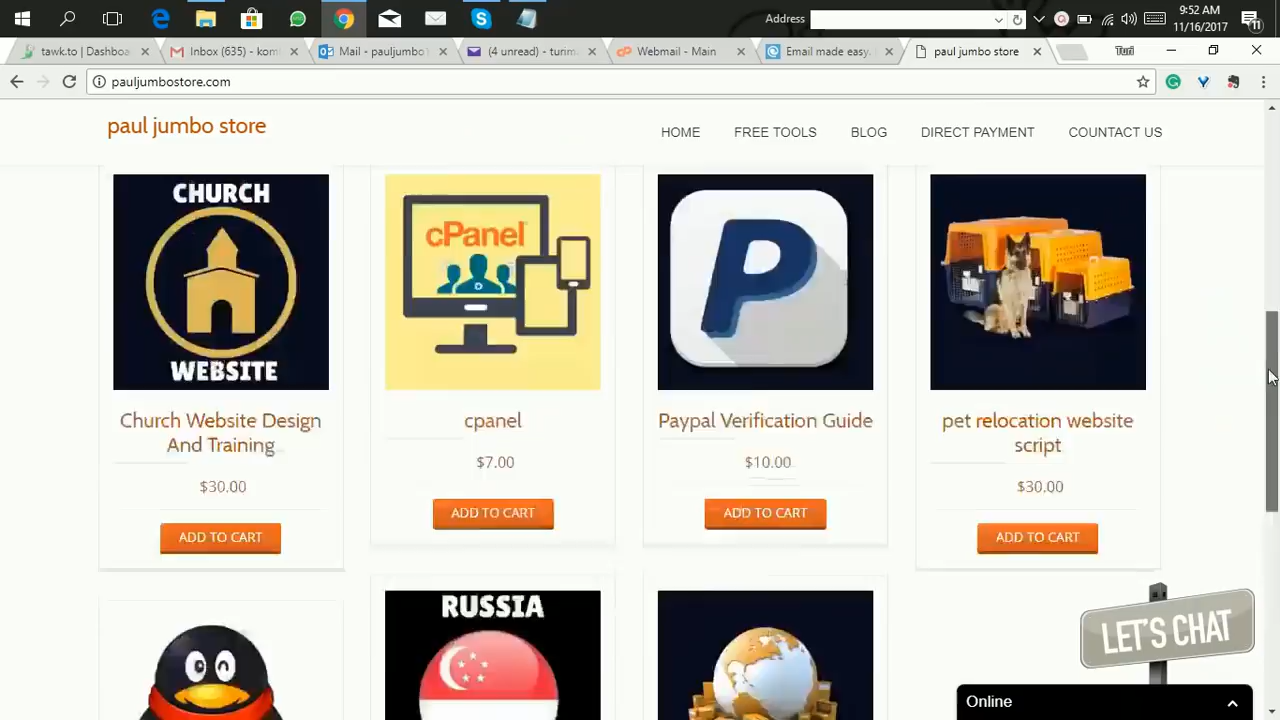 Address
9:52 AM
11/16/2017
tawk.to | Dashboa
Inbox (635) - kom
Mail - pauljumbo
(4 unread) - tunm
Webmail - Main
Email made easy.
paul jumbo store
Turi
pauljumbostore.com
paul jumbo store
HOME
FREE TOOLS
BLOG
DIRECT PAYMENT
COUNTACT US
CHURCH
WEBSITE
cPanel
P
Church Website Design
And Training
$30.00
ADD TO CART
cpanel
$7.00
ADD TO CART
Paypal Verification Guide
$10.00
ADD TO CART
pet relocation website
script
$30.00
ADD TO CART
RUSSIA
LET'S CHAT
Online